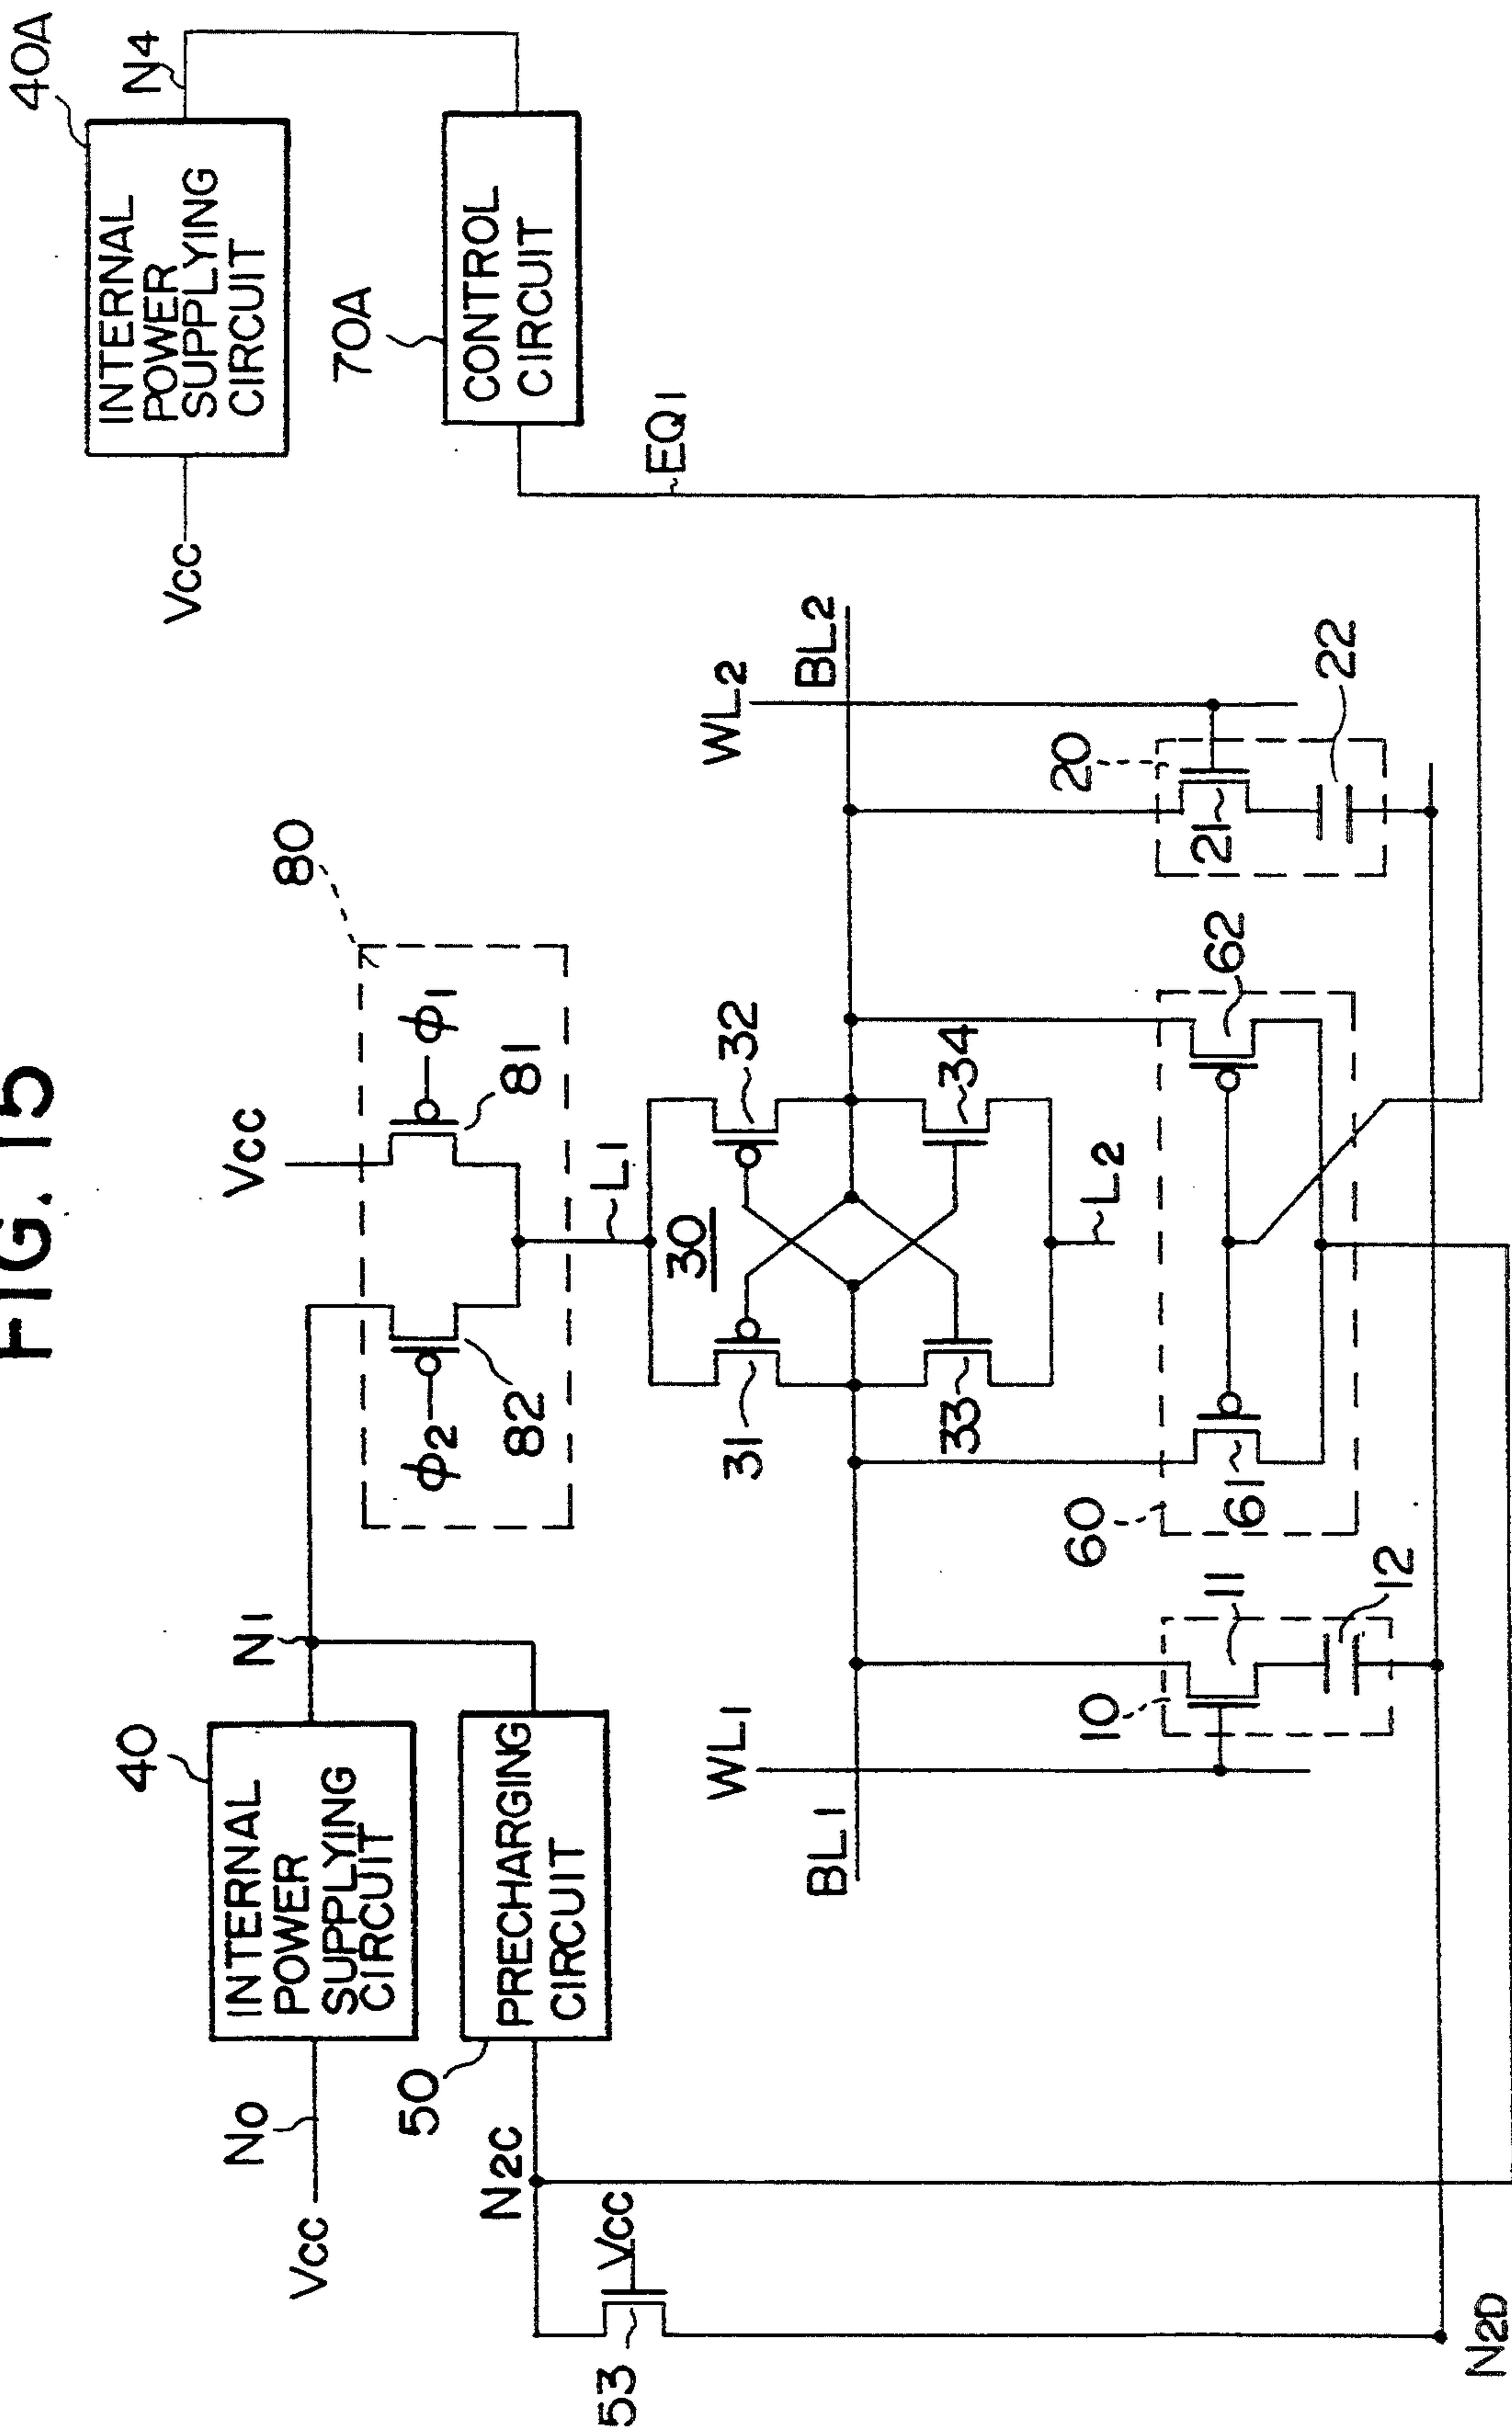 FIG. 15
40
INTERNAL
POWER
SUPPLYING
CIRCUIT
Vcc
N0
N1
50
PRECHARGING
CIRCUIT
N2C
Vcc
53
N2D
Vcc
80
φ2
82
φ1
81
L1
30
31
32
33
34
L2
BL1
WL1
10
11
12
60
61
62
WL2
BL2
20
21
22
40A
INTERNAL
POWER
SUPPLYING
CIRCUIT
Vcc
N4
70A
CONTROL
CIRCUIT
EQ1